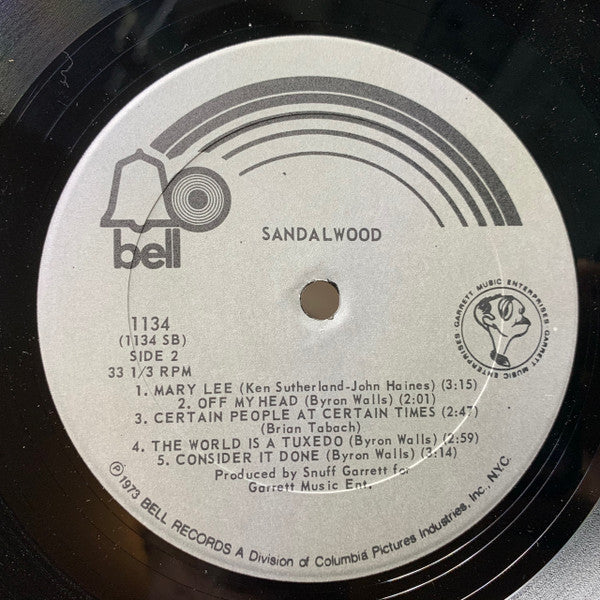 bell
SANDALWOOD
GARRETT MUSIC ENTERPRISES · GARRETT MUSIC ENTERPRISES ·
1134
(1134 SB)
SIDE 2
33 1/3 RPM
1. MARY LEE (Ken Sutherland-John Haines) (3:15)
2. OFF MY HEAD (Byron Walls) (2:01)
3. CERTAIN PEOPLE AT CERTAIN TIMES (2:47)
(Brian Tabach)
4. THE WORLD IS A TUXEDO (Byron Walls) (2:59)
5. CONSIDER IT DONE (Byron Walls) (3:14)
Produced by Snuff Garrett for
Garrett Music Ent.
℗1973 BELL RECORDS A Division of Columbia Pictures Industries, Inc., N.Y.C.